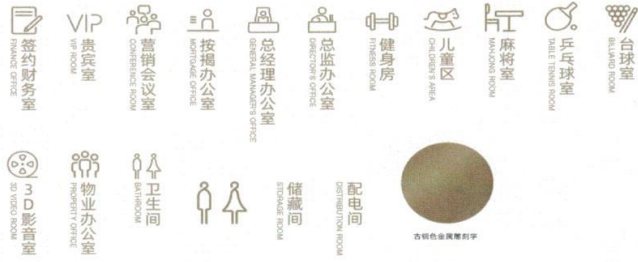 签约财务室
FINANCE OFFICE
VIP
贵宾室
VIP ROOM
营销会议室
CONFERENCE ROOM
按揭办公室
MORTGAGE OFFICE
总经理办公室
GENERAL MANAGER'S OFFICE
总监办公室
DIRECTOR'S OFFICE
健身房
FITNESS ROOM
儿童区
CHILDREN'S AREA
麻将室
MAHJONG ROOM
乒乓球室
TABLE TENNIS ROOM
台球室
BILLIARD ROOM
3D影音室
3D VIDEO ROOM
物业办公室
PROPERTY OFFICE
卫生间
BATHROOM
储藏间
STORAGE ROOM
配电间
DISTRIBUTION ROOM
古铜色金属雕刻字